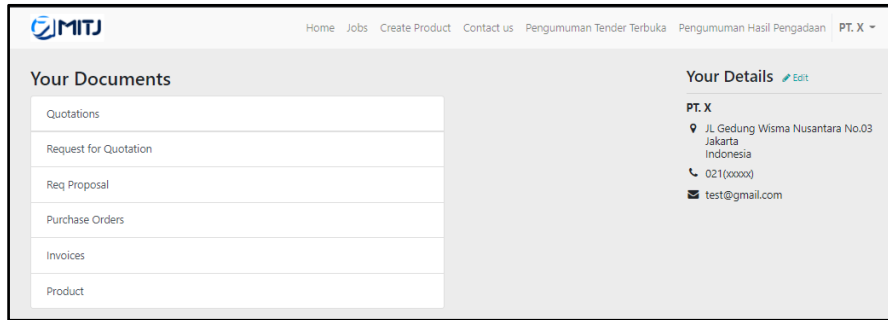 MITJ
Home Jobs Create Product Contact us Pengumuman Tender Terbuka Pengumuman Hasil Pengadaan PT. X
Your Documents
Quotations
Request for Quotation
Req Proposal
Purchase Orders
Invoices
Product
Your Details Edit
PT. X
JL Gedung Wisma Nusantara No.03
Jakarta
Indonesia
021(xxxxx)
test@gmail.com